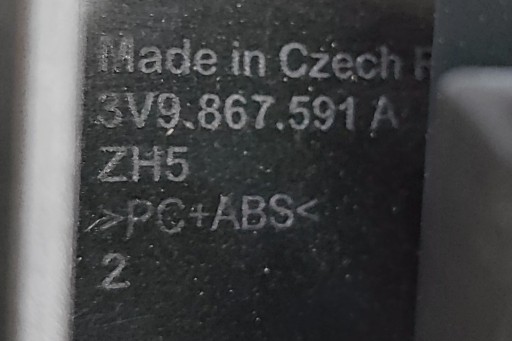 Made in Czech R
3V9.867.591 A
ZH5
>PC+ABS<
2